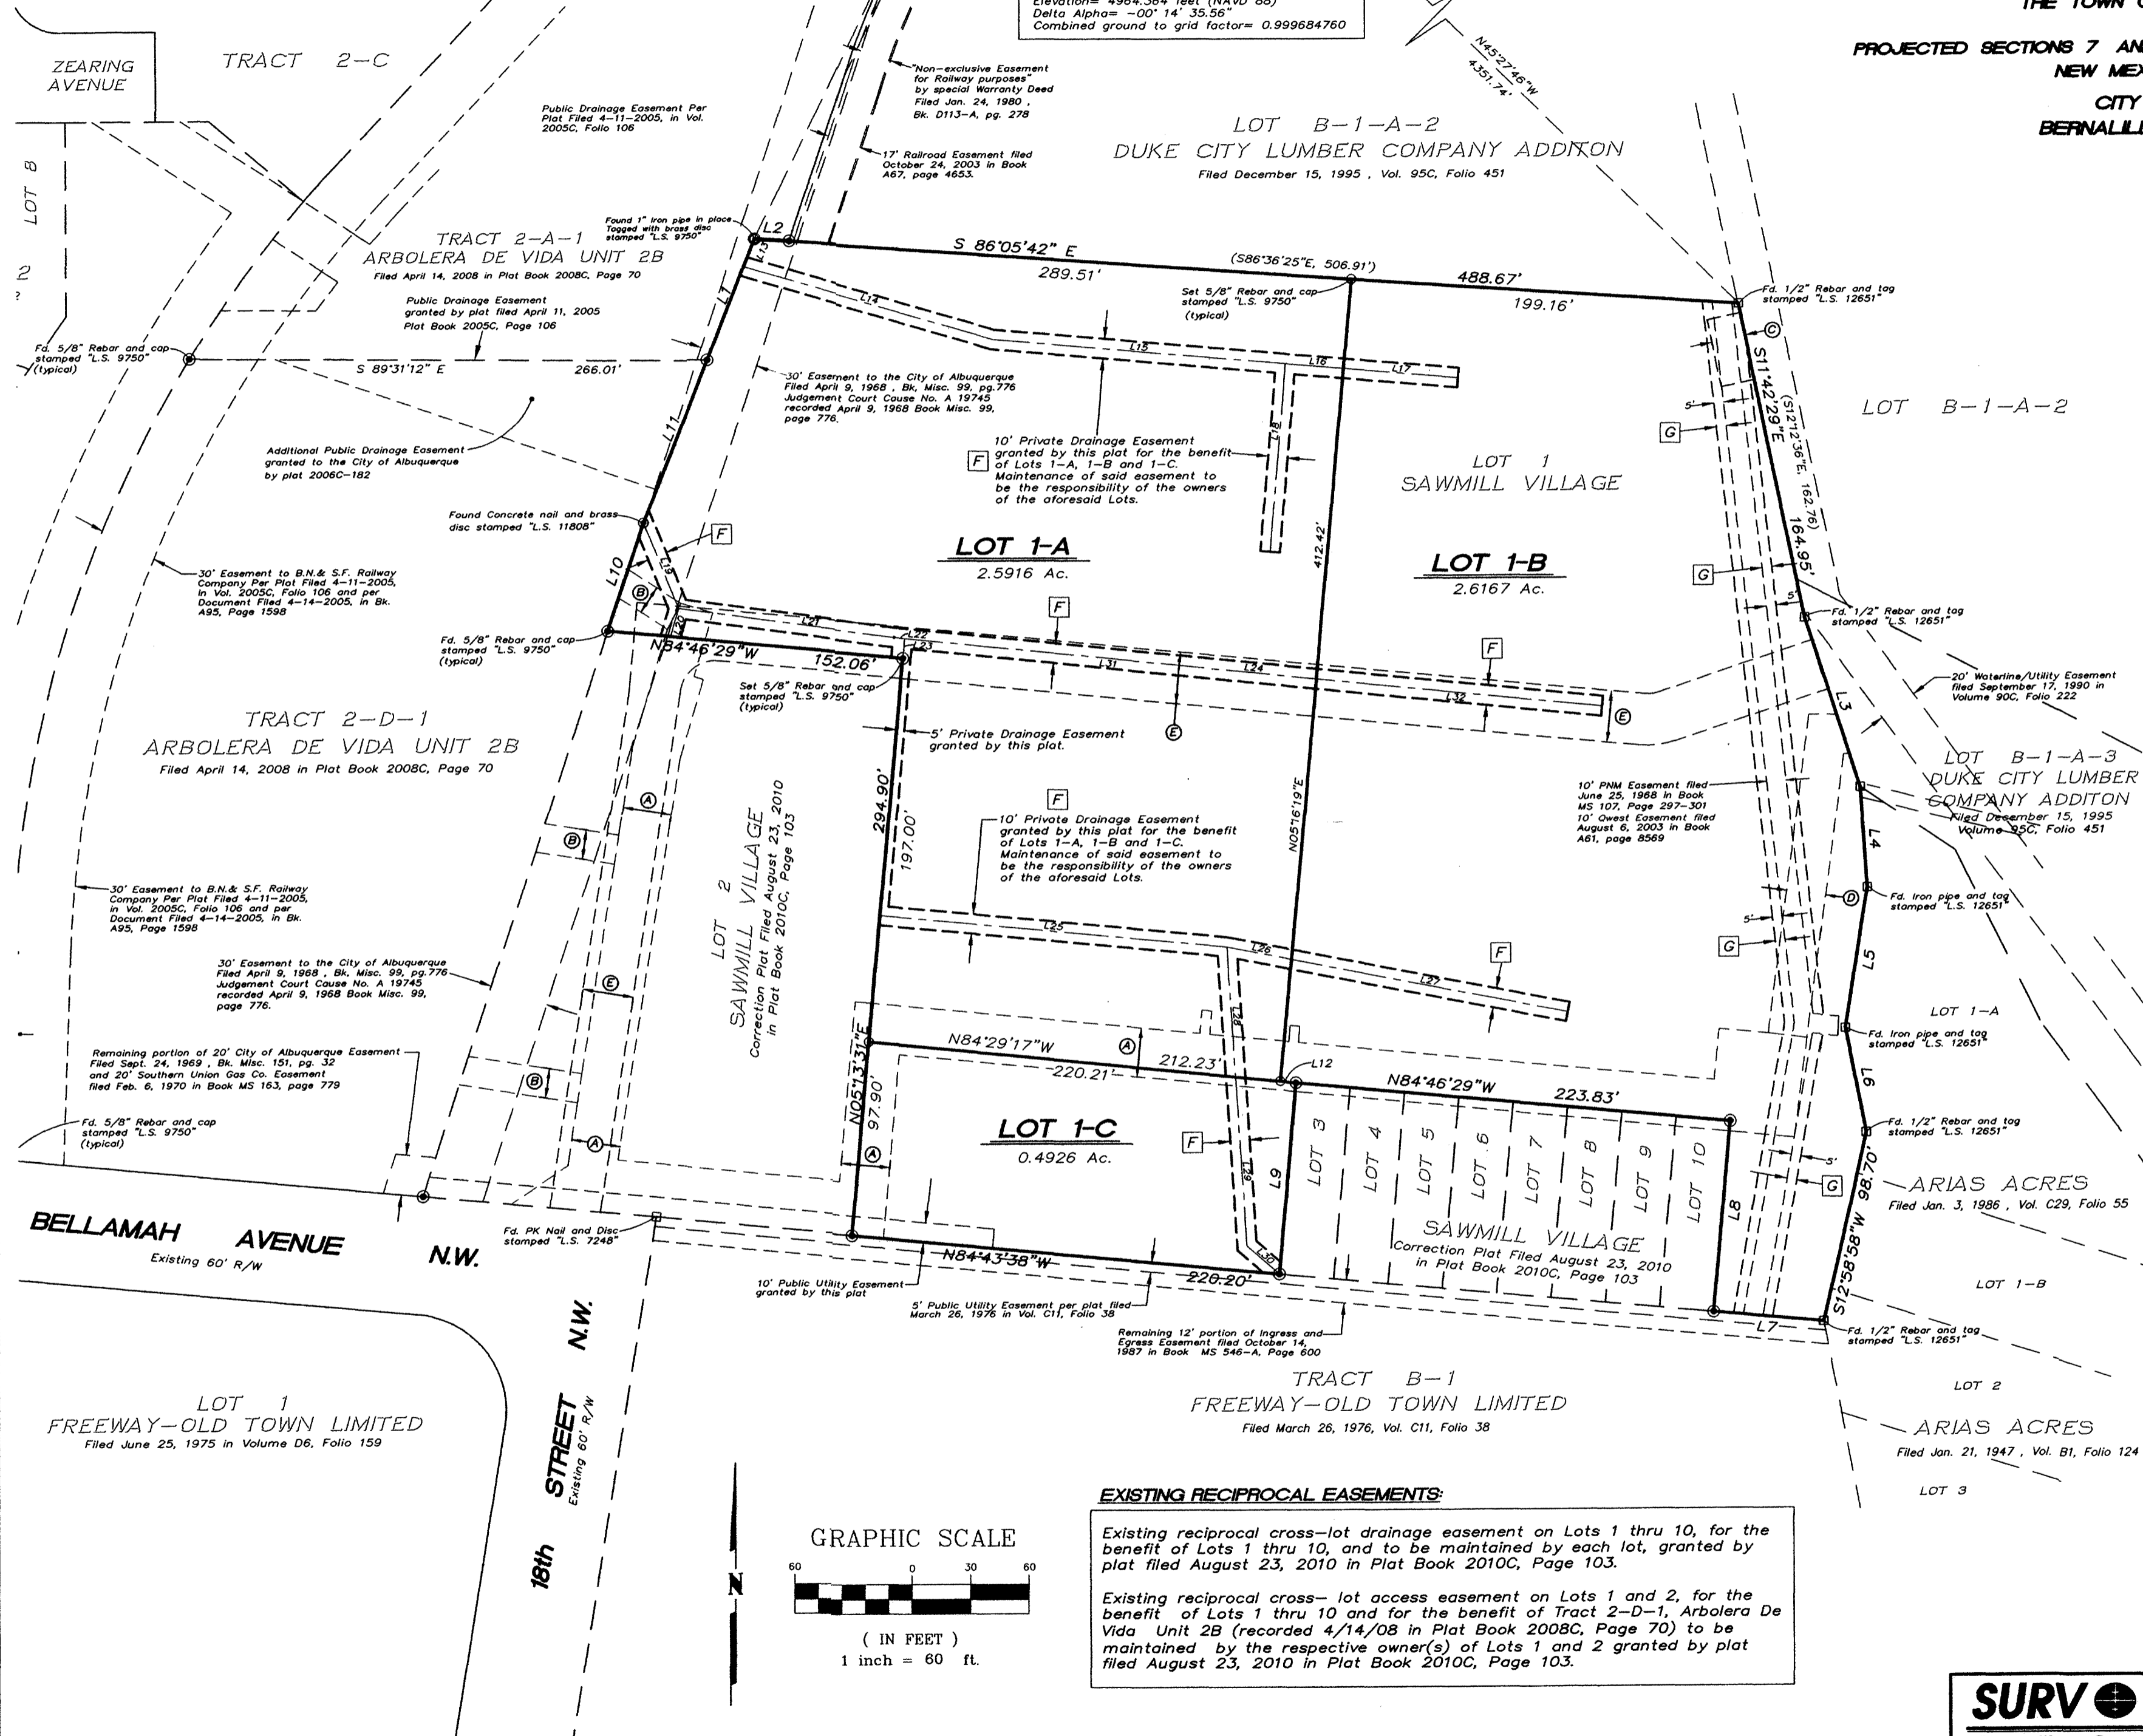 Elevation= 4964.364 feet (NAVD 88)
Delta Alpha= -00° 14' 35.56"
Combined ground to grid factor= 0.999684760
THE TOWN
PROJECTED SECTIONS 7
NEW
CITY
ZEARING
AVENUE
TRACT 2-C
LOT 8
2
?
Public Drainage Easement Per
Plat Filed 4-11-2005, in Vol.
2005C, Folio 106
"Non-exclusive Easement
for Railway purposes"
by special Warranty Deed
Filed Jan. 24, 1980 ,
Bk. D113-A, pg. 278
17' Railroad Easement filed
October 24, 2003 in Book
A67, page 4653.
N45°27'46"W
4351.74'
LOT B-1-A-2
DUKE CITY LUMBER COMPANY ADDITON
Filed December 15, 1995 , Vol. 95C, Folio 451
Found 1" Iron pipe in place
Tagged with brass disc
stamped "L.S. 9750"
TRACT 2-A-1
ARBOLERA DE VIDA UNIT 2B
Filed April 14, 2008 in Plat Book 2008C, Page 70
Public Drainage Easement
granted by plat filed April 11, 2005
Plat Book 2005C, Page 106
Fd. 5/8" Rebar and cap
stamped "L.S. 9750"
(typical)
S 89°31'12" E
266.01'
L2
L13
L1
L11
L10
S 86°05'42" E
289.51'
(S86°36'25"E, 506.91')
488.67'
199.16'
Set 5/8" Rebar and cap
stamped "L.S. 9750"
(typical)
Fd. 1/2" Rebar and tag
stamped "L.S. 12651"
C
S11°42'29"E
(S12°12'36"E, 162.76)
164.95'
L14
L15
L16
L17
L18
30' Easement to the City of Albuquerque
Filed April 9, 1968 , Bk, Misc. 99, pg.776
Judgement Court Cause No. A 19745
recorded April 9, 1968 Book Misc. 99,
page 776.
F
10' Private Drainage Easement
granted by this plat for the benefit
of Lots 1-A, 1-B and 1-C.
Maintenance of said easement to
be the responsibility of the owners
of the aforesaid Lots.
LOT 1
SAWMILL VILLAGE
5'
G
LOT B-1-A-2
Additional Public Drainage Easement
granted to the City of Albuquerque
by plat 2006C-182
Found Concrete nail and brass
disc stamped "L.S. 11808"
F
L19
B
LOT 1-A
2.5916 Ac.
412.42'
LOT 1-B
2.6167 Ac.
G
5'
Fd. 1/2" Rebar and tag
stamped "L.S. 12651"
30' Easement to B.N.& S.F. Railway
Company Per Plat Filed 4-11-2005,
In Vol. 2005C, Folio 106 and per
Document Filed 4-14-2005, in Bk.
A95, Page 1598
Fd. 5/8" Rebar and cap
stamped "L.S. 9750"
(typical)
N84°46'29"W
152.06'
L20
L21
L22
L23
L31
L24
L32
F
F
E
E
Set 5/8" Rebar and cap
stamped "L.S. 9750"
(typical)
L3
20' Waterline/Utility Easement
filed September 17, 1990 in
Volume 90C, Folio 222
TRACT 2-D-1
ARBOLERA DE VIDA UNIT 2B
Filed April 14, 2008 in Plat Book 2008C, Page 70
5' Private Drainage Easement
granted by this plat.
294.90'
197.00'
N05°16'19"E
LOT B-1-A-3
DUKE CITY LUMBER
COMPANY ADDITON
Filed December 15, 1995
Volume 95C, Folio 451
10' PNM Easement filed
June 25, 1968 in Book
MS 107, Page 297-301
10' Qwest Easement filed
August 6, 2003 in Book
A61, page 8569
L4
A
B
LOT 2
SAWMILL VILLAGE
Correction Plat Filed August 23, 2010
in Plat Book 2010C, Page 103
F
10' Private Drainage Easement
granted by this plat for the benefit
of Lots 1-A, 1-B and 1-C.
Maintenance of said easement to
be the responsibility of the owners
of the aforesaid Lots.
30' Easement to B.N.& S.F. Railway
Company Per Plat Filed 4-11-2005,
in Vol. 2005C, Folio 106 and per
Document Filed 4-14-2005, in Bk.
A95, Page 1598
D
Fd. Iron pipe and tag
stamped "L.S. 12651"
5'
G
L5
L25
L26
L27
F
30' Easement to the City of Albuquerque
Filed April 9, 1968 , Bk, Misc. 99, pg.776
Judgement Court Cause No. A 19745
recorded April 9, 1968 Book Misc. 99,
page 776.
E
L28
LOT 1-A
Fd. Iron pipe and tag
stamped "L.S. 12651"
Remaining portion of 20' City of Albuquerque Easement
Filed Sept. 24, 1969 , Bk. Misc. 151, pg. 32
and 20' Southern Union Gas Co. Easement
filed Feb. 6, 1970 in Book MS 163, page 779
B
N05°13'31"E
97.90'
N84°29'17"W
212.23'
220.21'
A
L12
N84°46'29"W
223.83'
L6
Fd. 5/8" Rebar and cap
stamped "L.S. 9750"
(typical)
A
A
LOT 1-C
0.4926 Ac.
F
L29
L9
LOT 3
LOT 4
LOT 5
LOT 6
LOT 7
LOT 8
LOT 9
LOT 10
L8
Fd. 1/2" Rebar and tag
stamped "L.S. 12651"
5'
G
S12°58'58"W 98.70'
ARIAS ACRES
Filed Jan. 3, 1986 , Vol. C29, Folio 55
BELLAMAH AVENUE N.W.
Existing 60' R/W
Fd. PK Nail and Disc
stamped "L.S. 7248"
N84°43'38"W
220.20'
L30
SAWMILL VILLAGE
Correction Plat Filed August 23, 2010
in Plat Book 2010C, Page 103
LOT 1-B
10' Public Utility Easement
granted by this plat
5' Public Utility Easement per plat filed
March 26, 1976 in Vol. C11, Folio 38
Remaining 12' portion of Ingress and
Egress Easement filed October 14,
1987 in Book MS 546-A, Page 600
L7
Fd. 1/2" Rebar and tag
stamped "L.S. 12651"
TRACT B-1
FREEWAY-OLD TOWN LIMITED
Filed March 26, 1976, Vol. C11, Folio 38
LOT 2
ARIAS ACRES
Filed Jan. 21, 1947 , Vol. B1, Folio 124
LOT 3
LOT 1
FREEWAY-OLD TOWN LIMITED
Filed June 25, 1975 in Volume D6, Folio 159
18th STREET N.W.
Existing 60' R/W
N
GRAPHIC SCALE
60 0 30 60
( IN FEET )
1 inch = 60 ft.
EXISTING RECIPROCAL EASEMENTS:
Existing reciprocal cross-lot drainage easement on Lots 1 thru 10, for the
benefit of Lots 1 thru 10, and to be maintained by each lot, granted by
plat filed August 23, 2010 in Plat Book 2010C, Page 103.
Existing reciprocal cross- lot access easement on Lots 1 and 2, for the
benefit of Lots 1 thru 10 and for the benefit of Tract 2-D-1, Arbolera De
Vida Unit 2B (recorded 4/14/08 in Plat Book 2008C, Page 70) to be
maintained by the respective owner(s) of Lots 1 and 2 granted by plat
filed August 23, 2010 in Plat Book 2010C, Page 103.
SURV